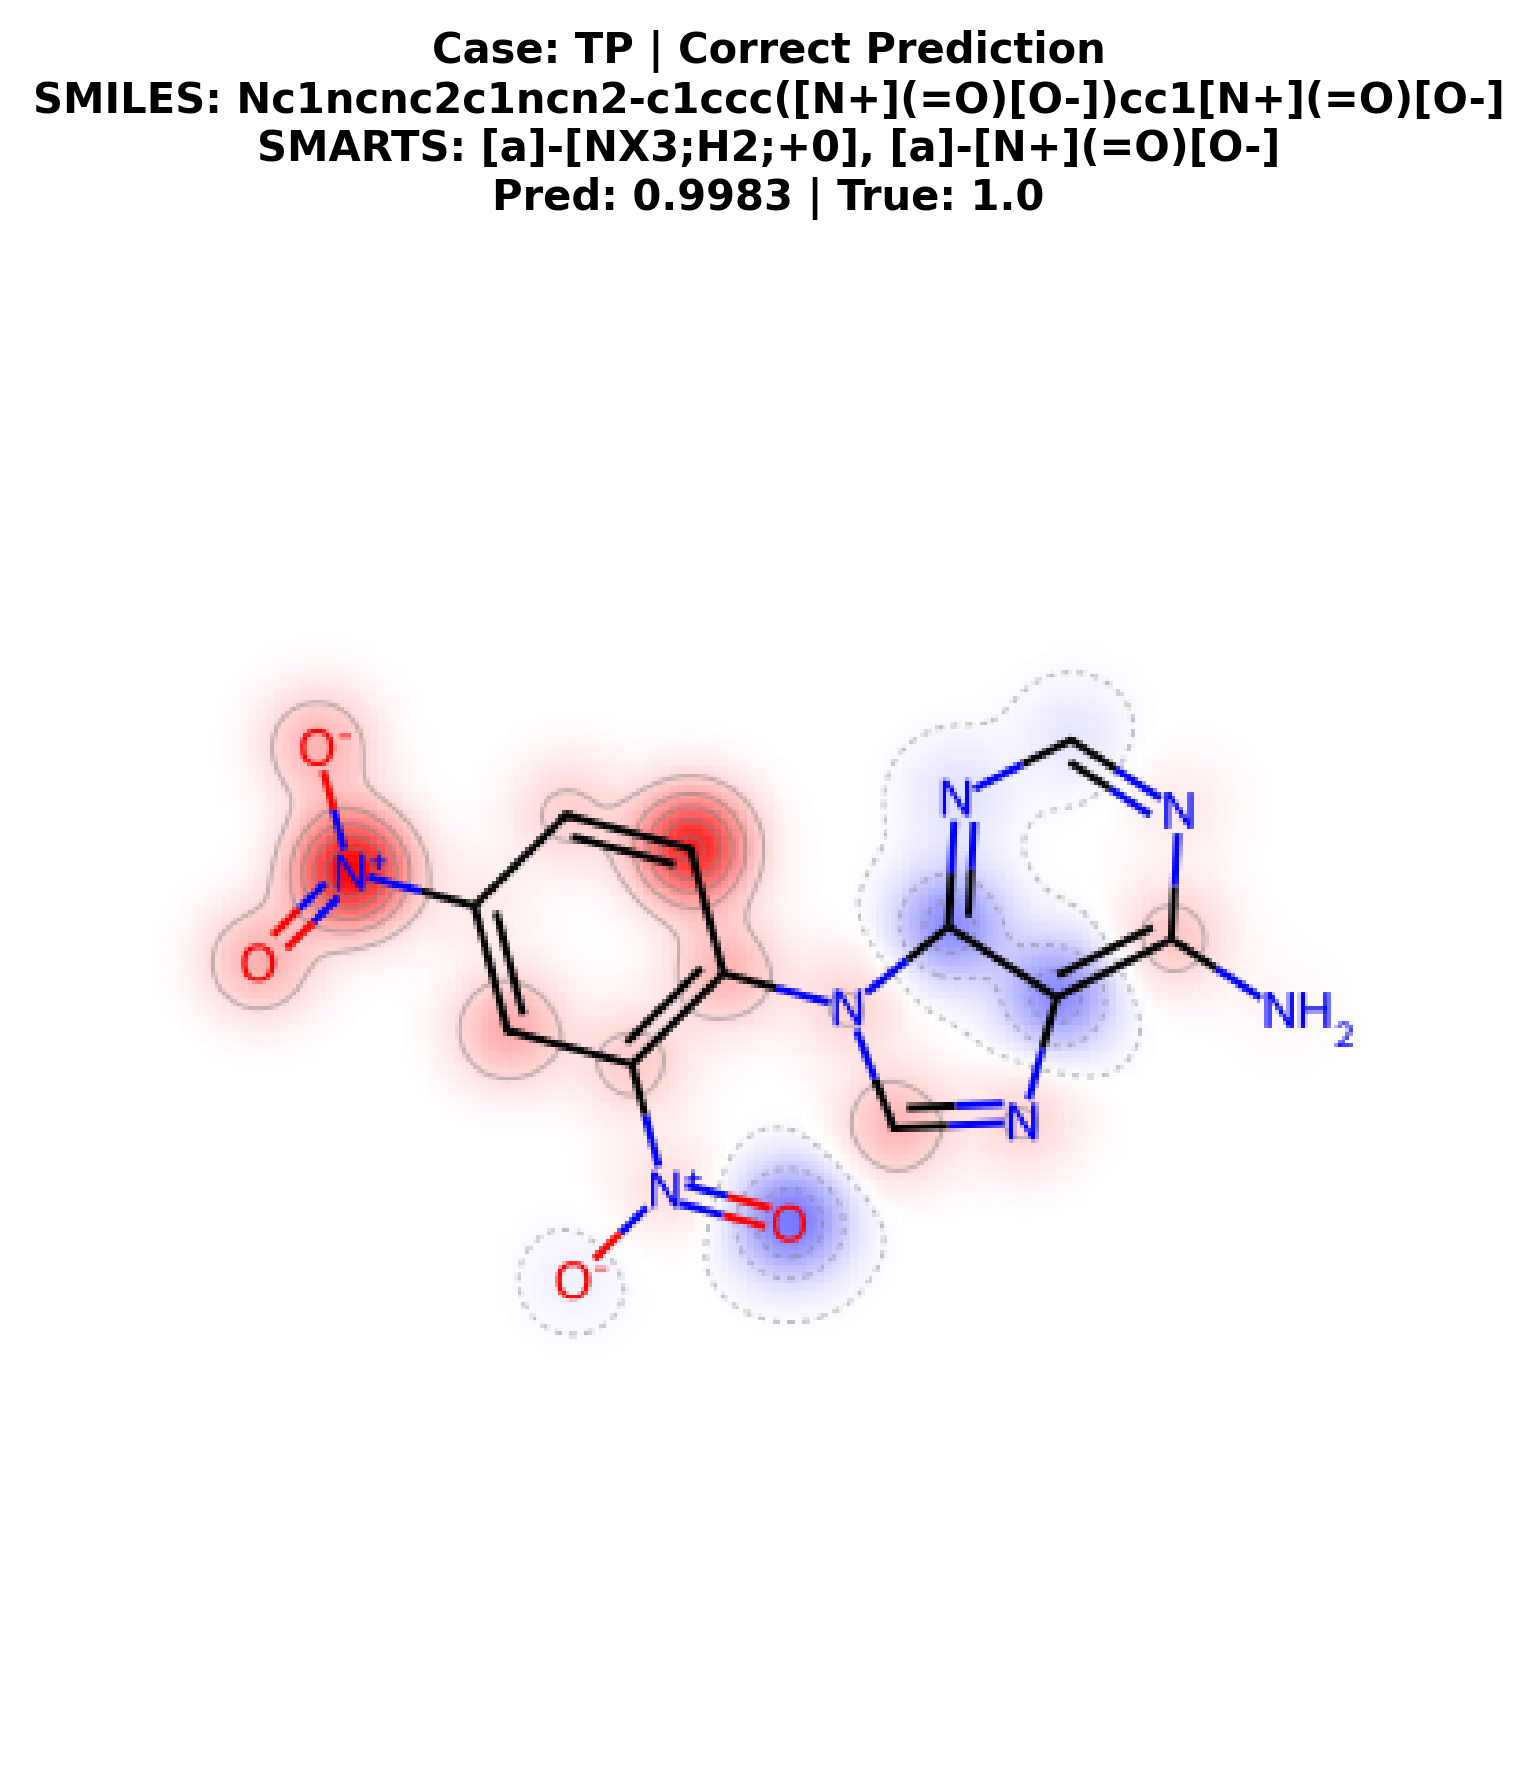 Case: TP | Correct Prediction
SMILES: Nc1ncnc2c1ncn2-c1ccc([N+](=O)[O-])cc1[N+](=O)[O-]
SMARTS: [a]-[NX3;H2;+0], [a]-[N+](=O)[O-]
Pred: 0.9983 | True: 1.0
O⁻
N
N
N⁺
O
N
NH₂
N
N⁺
O
O⁻